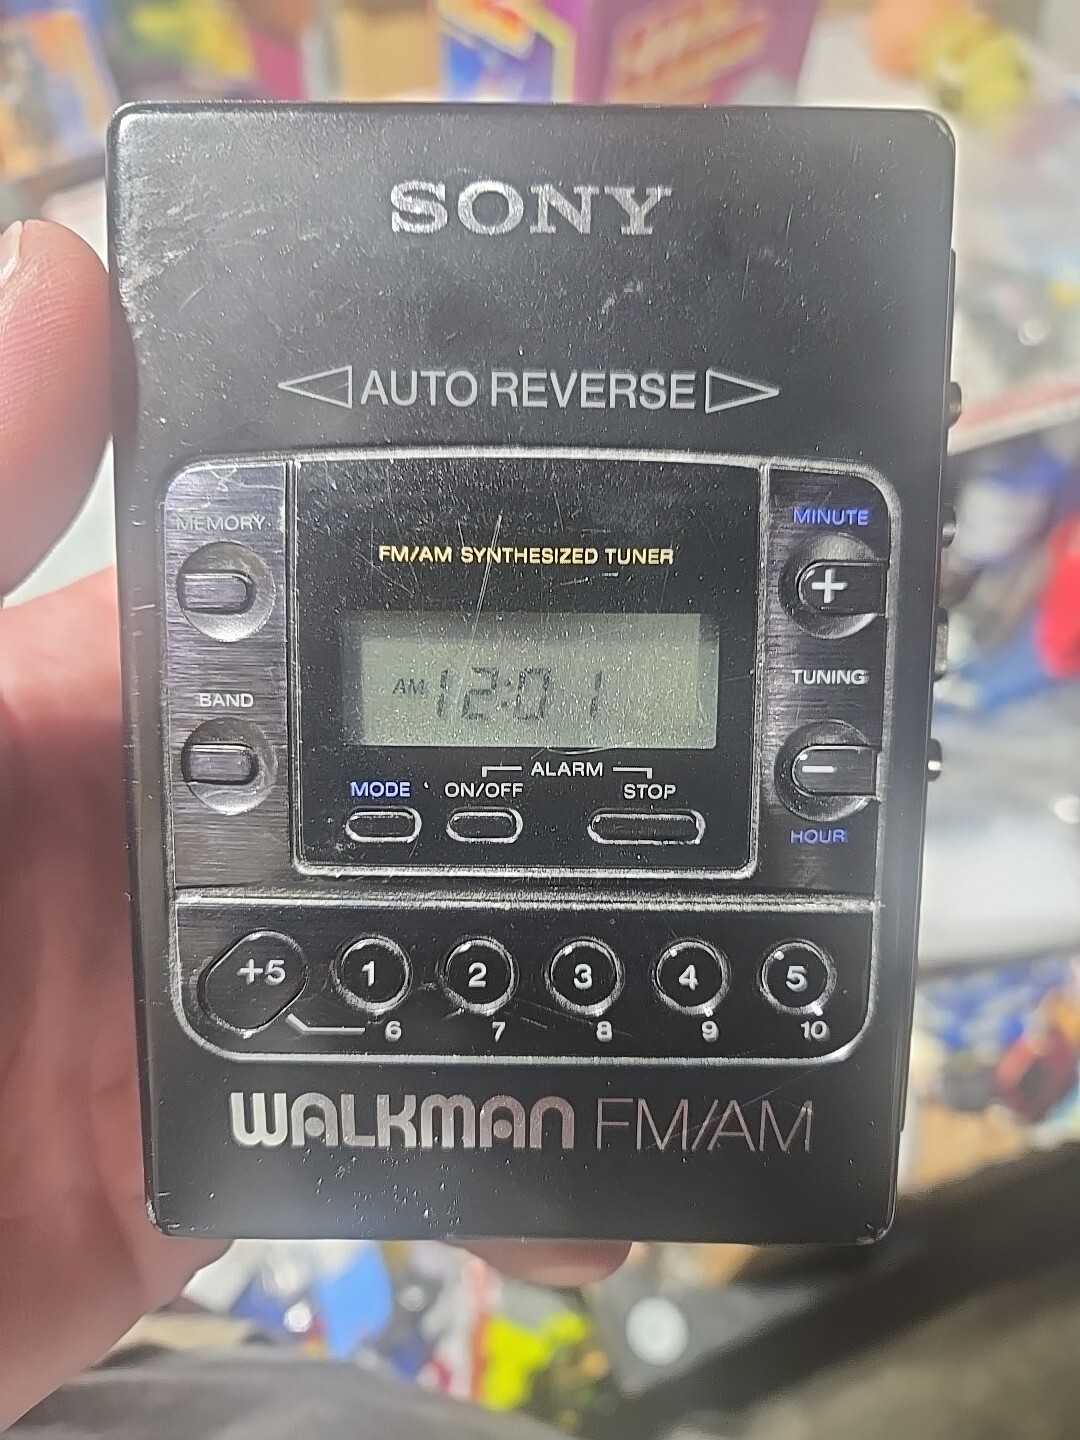 SONY
AUTO REVERSE
MEMORY
MINUTE
FM/AM SYNTHESIZED TUNER
+
AM 12:01
TUNING
BAND
-
ALARM
MODE ON/OFF STOP
HOUR
+5 1 2 3 4 5
6 7 8 9 10
WALKMAN FM/AM